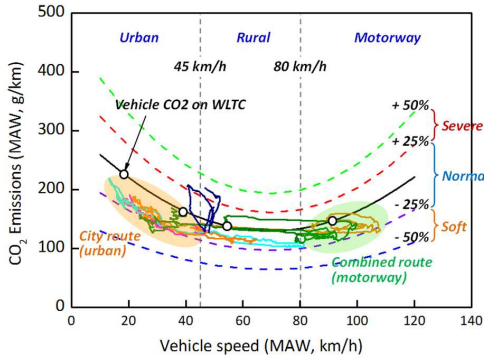 500
400
300
200
100
0
CO2 Emissions (MAW, g/km)
Urban
Rural
Motorway
45 km/h
80 km/h
Vehicle CO2 on WLTC
+ 50%
Severe
+ 25%
Norma
- 25%
Soft
- 50%
City route
(urban)
Combined route
(motorway)
0
20
40
60
80
100
120
140
Vehicle speed (MAW, km/h)